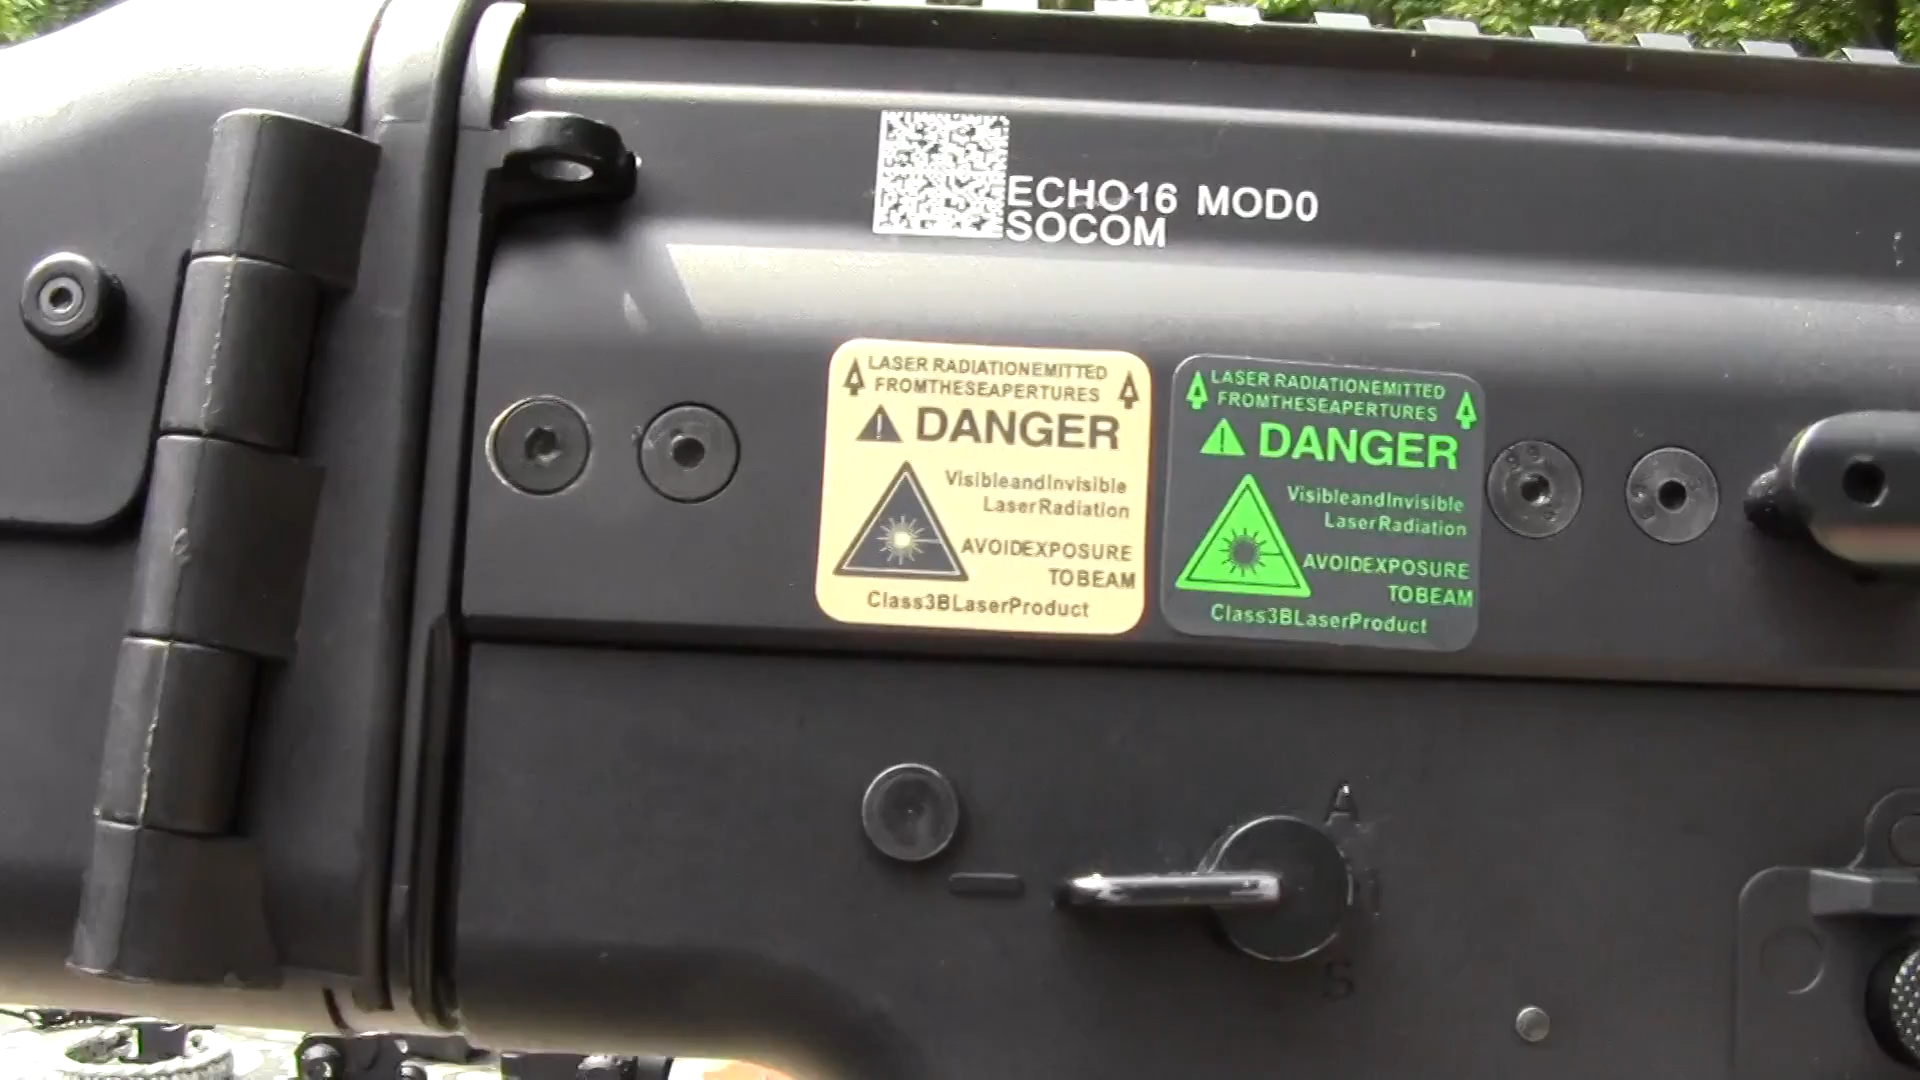 ECHO16 MOD0
SOCOM
LASER RADIATIONEMITTED
FROMTHESEAPERTURES
DANGER
VisibleandInvisible
LaserRadiation
AVOIDEXPOSURE
TOBEAM
Class3BLaserProduct
LASER RADIATIONEMITTED
FROMTHESEAPERTURES
DANGER
VisibleandInvisible
LaserRadiation
AVOIDEXPOSURE
TOBEAM
Class3BLaserProduct
A
S